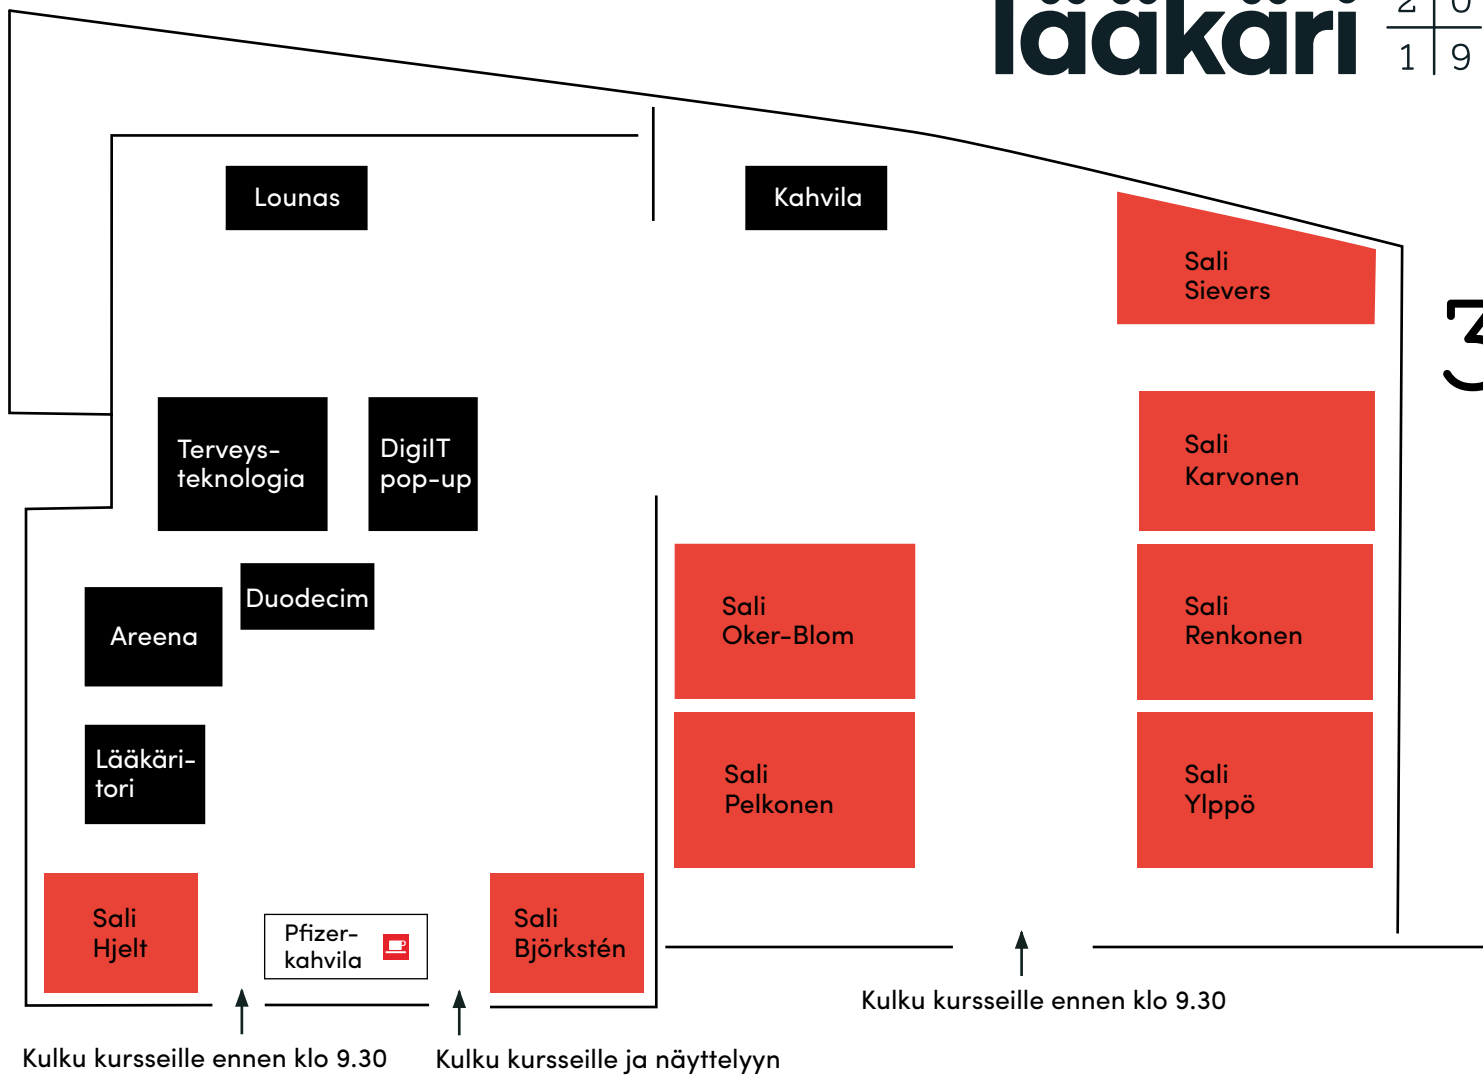 lääkäri
2 0
1 9
Lounas
Kahvila
Sali
Sievers
3
Terveys-
teknologia
DigiIT
pop-up
Sali
Karvonen
Duodecim
Areena
Sali
Oker-Blom
Sali
Renkonen
Lääkäri-
tori
Sali
Pelkonen
Sali
Ylppö
Sali
Hjelt
Pfizer-
kahvila
Sali
Björkstén
Kulku kursseille ennen klo 9.30
Kulku kursseille ennen klo 9.30
Kulku kursseille ja näyttelyyn